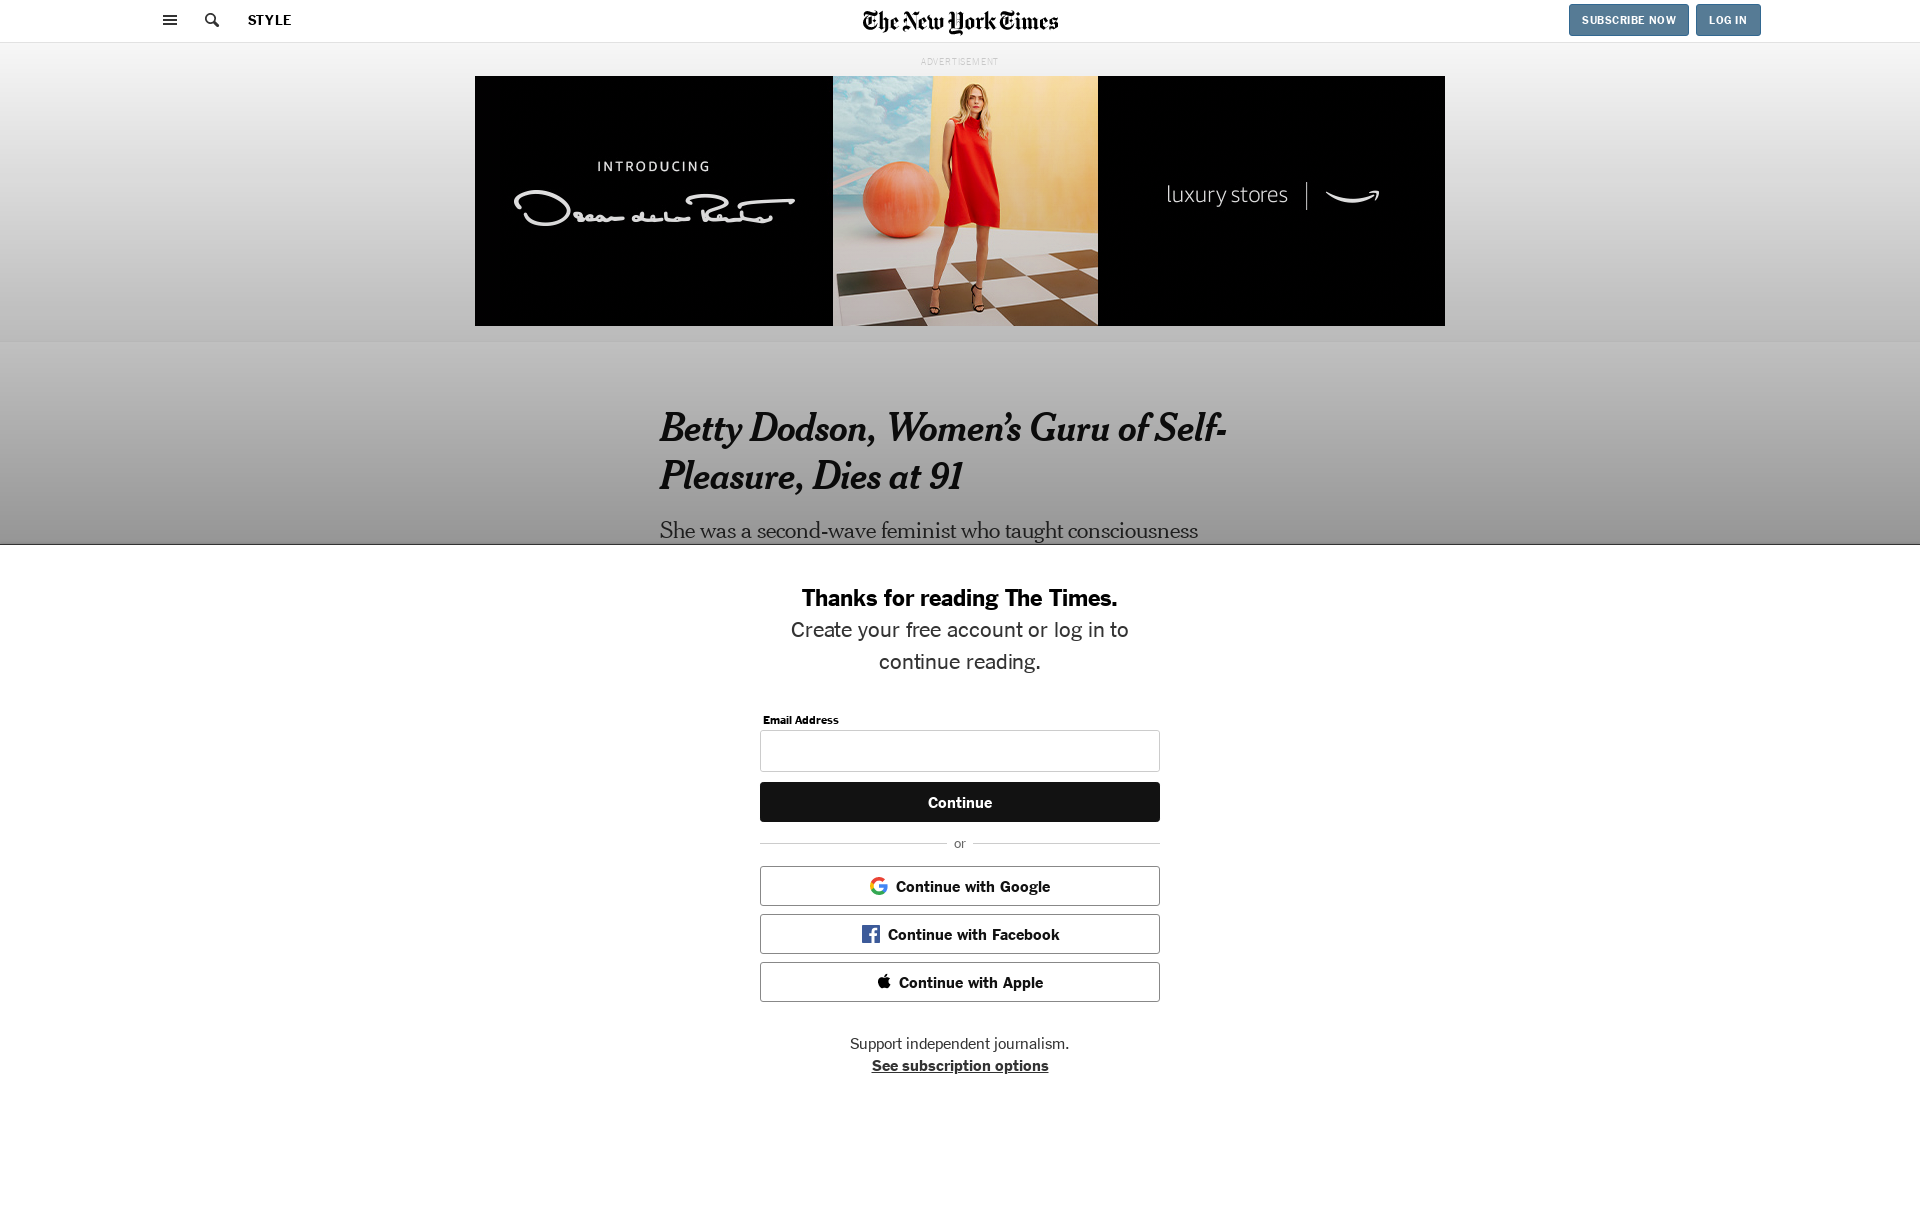 STYLE
The New York Times
SUBSCRIBE NOW
LOG IN
ADVERTISEMENT
INTRODUCING
Oscar de la Renta
luxury stores
Betty Dodson, Women’s Guru of Self-
Pleasure, Dies at 91
She was a second-wave feminist who taught consciousness
Thanks for reading The Times.
Create your free account or log in to
continue reading.
Email Address
Continue
or
Continue with Google
Continue with Facebook
Continue with Apple
Support independent journalism.
See subscription options